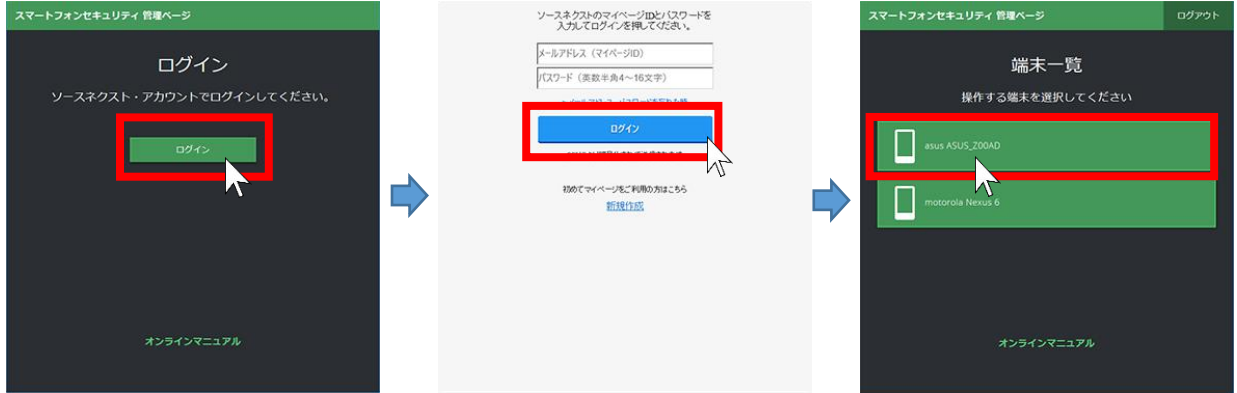 スマートフォンセキュリティ 管理ページ
ログイン
ソースネクスト・アカウントでログインしてください。
ログイン
オンラインマニュアル
ソースネクストのマイページIDとパスワードを
入力してログインを押してください。
メールアドレス（マイページID）
パスワード（英数半角4～16文字）
ログイン
初めてマイページをご利用の方はこちら
新規作成
スマートフォンセキュリティ 管理ページ
ログアウト
端末一覧
操作する端末を選択してください
asus ASUS_Z00AD
motorola Nexus 6
オンラインマニュアル